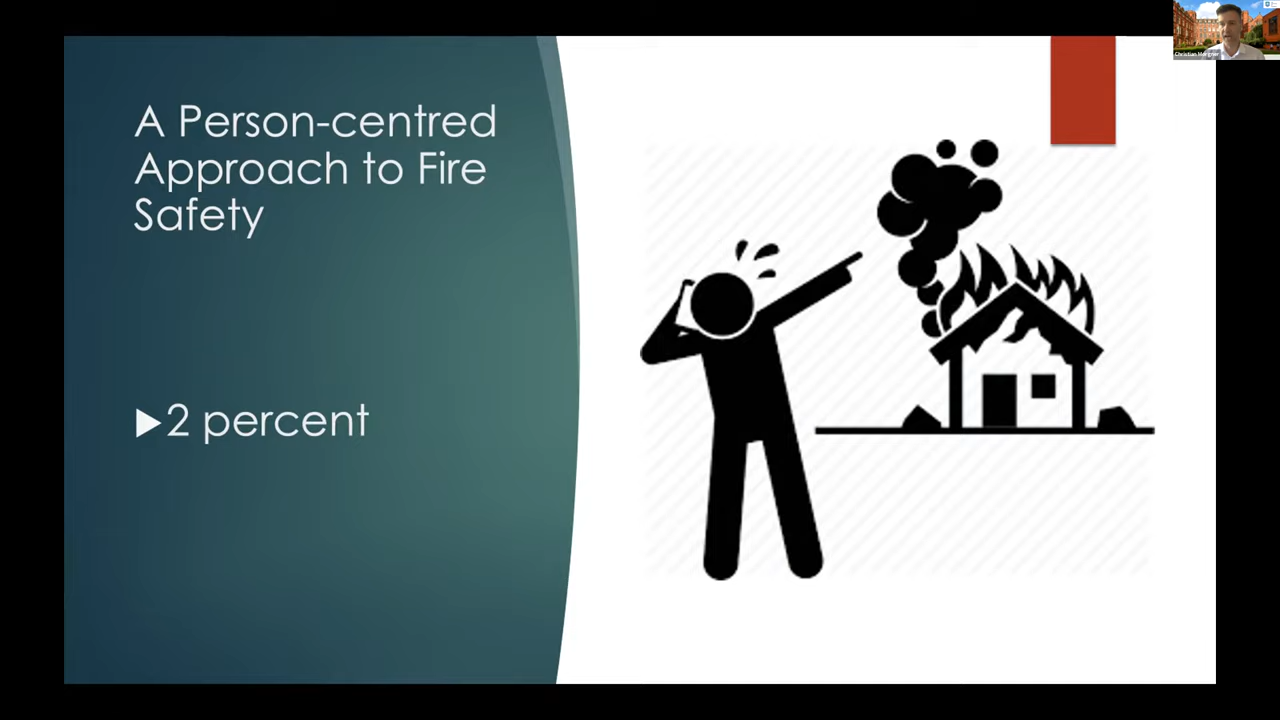 A Person-centred
Approach to Fire
Safety
2 percent